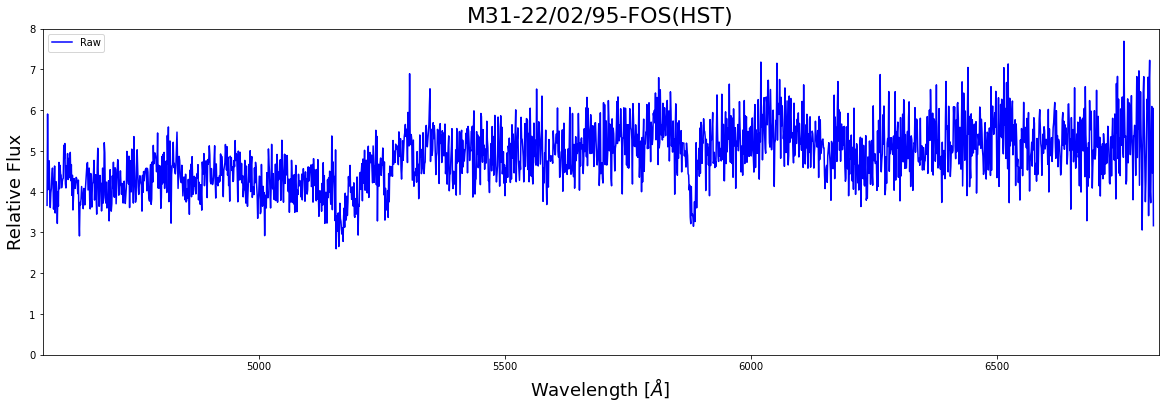 M31-22/02/95-FOS(HST)
Raw
8
7
6
5
4
3
2
1
0
Relative Flux
5000 5500 6000 6500
Wavelength [Å]